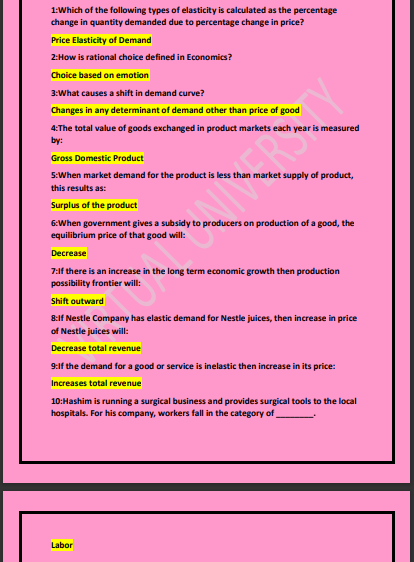 1:Which of the following types of elasticity is calculated as the percentage
change in quantity demanded due to percentage change in price?
Price Elasticity of Demand
2:How is rational choice defined in Economics?
Choice based on emotion
3:What causes a shift in demand curve?
Changes in any determinant of demand other than price of good
4:The total value of goods exchanged in product markets each year is measured
by:
Gross Domestic Product
5:When market demand for the product is less than market supply of product,
this results as:
Surplus of the product
6:When government gives a subsidy to producers on production of a good, the
equilibrium price of that good will:
Decrease
7:If there is an increase in the long term economic growth then production
possibility frontier will:
Shift outward
8:If Nestle Company has elastic demand for Nestle juices, then increase in price
of Nestle juices will:
Decrease total revenue
9:If the demand for a good or service is inelastic then increase in its price:
Increases total revenue
10:Hashim is running a surgical business and provides surgical tools to the local
hospitals. For his company, workers fall in the category of ________.
Labor
VIRTUAL UNIVERSITY